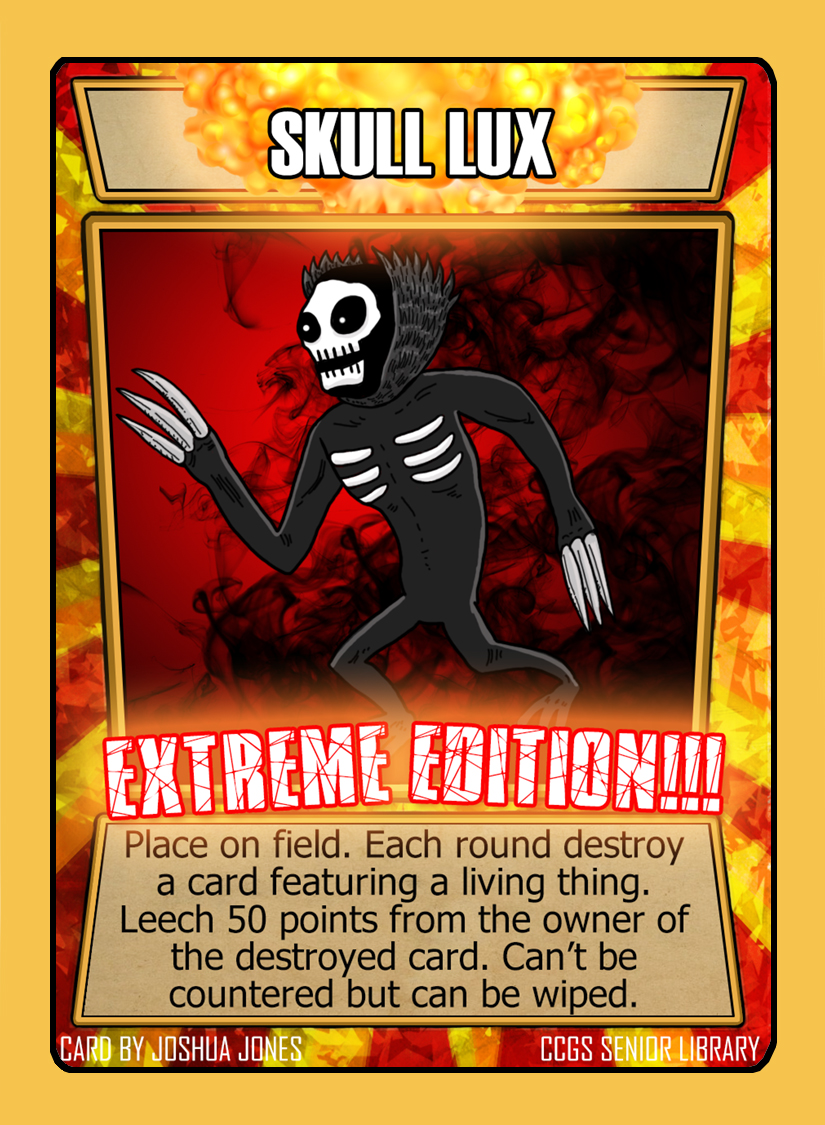 SKULL LUX
EXTREME EDITION!!!
Place on field. Each round destroy
a card featuring a living thing.
Leech 50 points from the owner of
the destroyed card. Can't be
countered but can be wiped.
CARD BY JOSHUA JONES
CCGS SENIOR LIBRARY